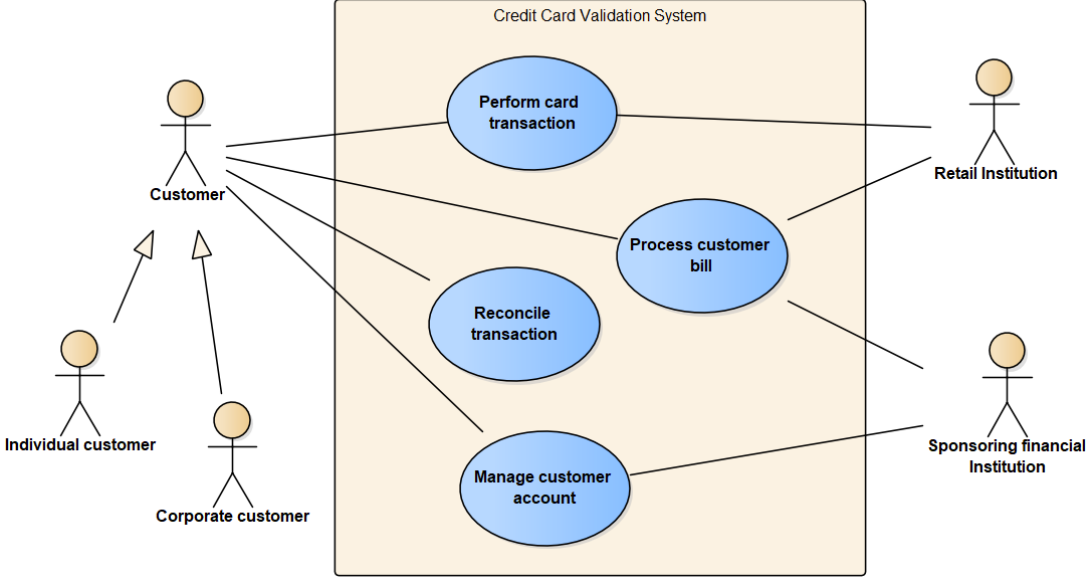 Credit Card Validation System
Perform card
transaction
Customer
Retail Institution
Process customer
bill
Reconcile
transaction
Individual customer
Sponsoring financial
Institution
Manage customer
account
Corporate customer